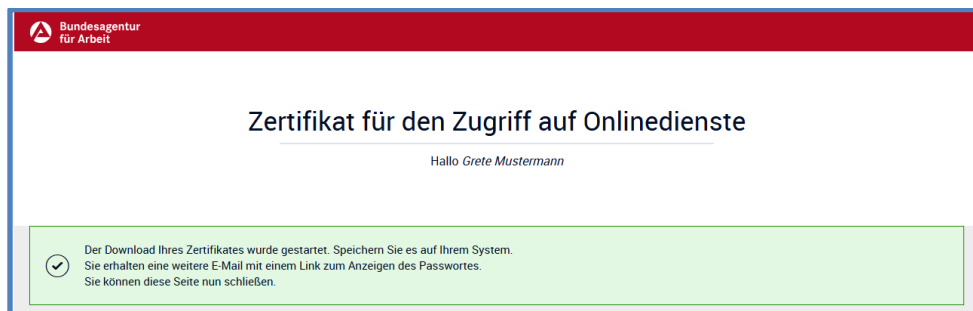 Bundesagentur
für Arbeit
Zertifikat für den Zugriff auf Onlinedienste
Hallo Grete Mustermann
Der Download Ihres Zertifikates wurde gestartet. Speichern Sie es auf Ihrem System.
Sie erhalten eine weitere E-Mail mit einem Link zum Anzeigen des Passwortes.
Sie können diese Seite nun schließen.